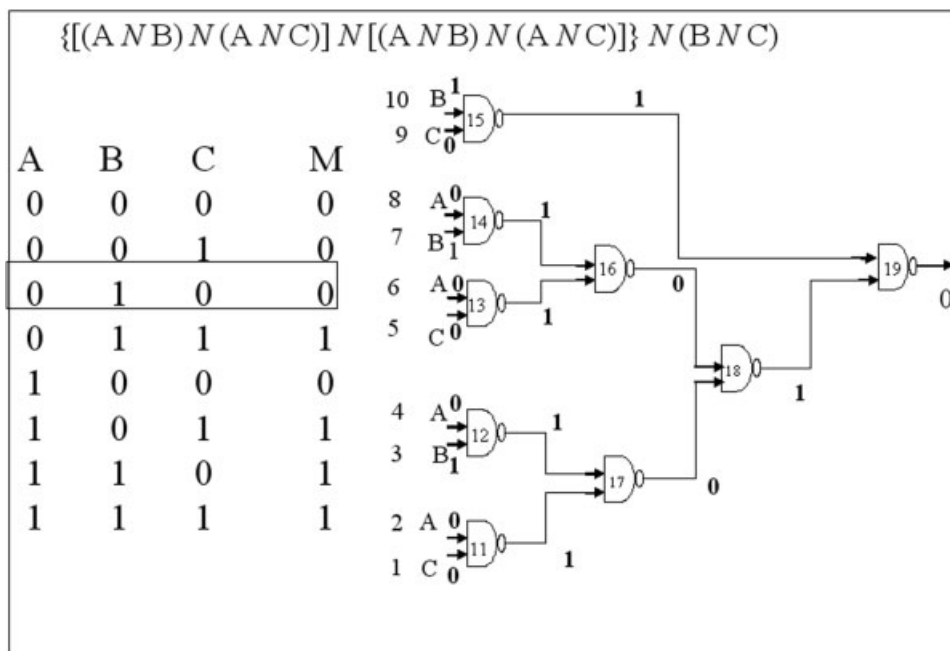 {[(A N B) N (A N C)] N [(A N B) N (A N C)]} N (B N C)
A B C M
0 0 0 0
0 0 1 0
0 1 0 0
0 1 1 1
1 0 0 0
1 0 1 1
1 1 0 1
1 1 1 1
10 B 1
15
1
9 C 0
8 A 0
14
1
7 B 1
16
0
19
0
6 A 0
13
1
5 C 0
18
1
4 A 0
12
1
3 B 1
17
0
2 A 0
11
1
1 C 0